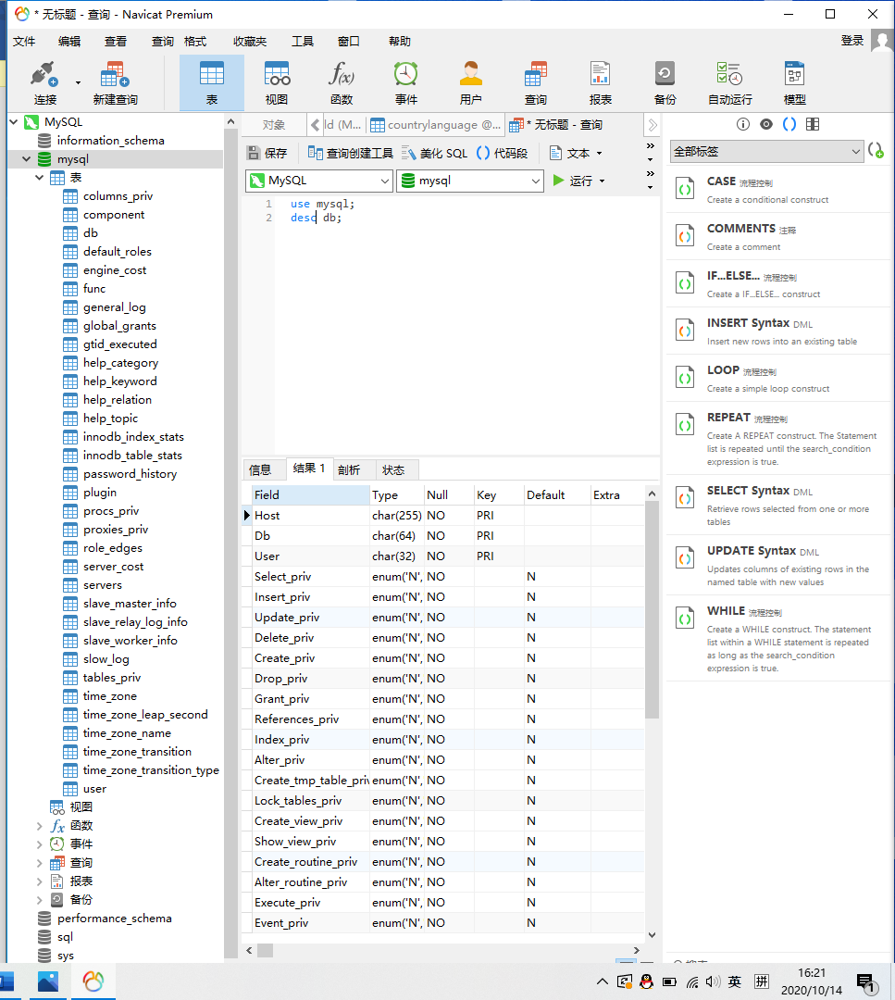 * 无标题 - 查询 - Navicat Premium
文件 编辑 查看 查询 格式 收藏夹 工具 窗口 帮助 登录
连接 新建查询 表 视图 函数 事件 用户 查询 报表 备份 自动运行 模型
MySQL
information_schema
mysql
表
columns_priv
component
db
default_roles
engine_cost
func
general_log
global_grants
gtid_executed
help_category
help_keyword
help_relation
help_topic
innodb_index_stats
innodb_table_stats
password_history
plugin
procs_priv
proxies_priv
role_edges
server_cost
servers
slave_master_info
slave_relay_log_info
slave_worker_info
slow_log
tables_priv
time_zone
time_zone_leap_second
time_zone_name
time_zone_transition
time_zone_transition_type
user
视图
函数
事件
查询
报表
备份
performance_schema
sql
sys
对象 ld (M... countrylanguage @... * 无标题 - 查询
保存 查询创建工具 美化 SQL 代码段 文本
MySQL mysql 运行
1 use mysql;
2 desc db;
信息 结果 1 剖析 状态
Field Type Null Key Default Extra
Host char(255) NO PRI
Db char(64) NO PRI
User char(32) NO PRI
Select_priv enum('N', NO N
Insert_priv enum('N', NO N
Update_priv enum('N', NO N
Delete_priv enum('N', NO N
Create_priv enum('N', NO N
Drop_priv enum('N', NO N
Grant_priv enum('N', NO N
References_priv enum('N', NO N
Index_priv enum('N', NO N
Alter_priv enum('N', NO N
Create_tmp_table_priv enum('N', NO N
Lock_tables_priv enum('N', NO N
Create_view_priv enum('N', NO N
Show_view_priv enum('N', NO N
Create_routine_priv enum('N', NO N
Alter_routine_priv enum('N', NO N
Execute_priv enum('N', NO N
Event_priv enum('N', NO N
全部标签
CASE 流程控制
Create a conditional construct
COMMENTS 注释
Create a comment
IF...ELSE... 流程控制
Create a IF...ELSE... construct
INSERT Syntax DML
Insert new rows into an existing table
LOOP 流程控制
Create a simple loop construct
REPEAT 流程控制
Create A REPEAT construct. The Statement
list is repeated until the search_condition
expression is true.
SELECT Syntax DML
Retrieve rows selected from one or more
tables
UPDATE Syntax DML
Updates columns of existing rows in the
named table with new values
WHILE 流程控制
Create a WHILE construct. The statement
list within a WHILE statement is repeated
as long as the search_condition
expression is true.
英 拼 16:21
2020/10/14 1